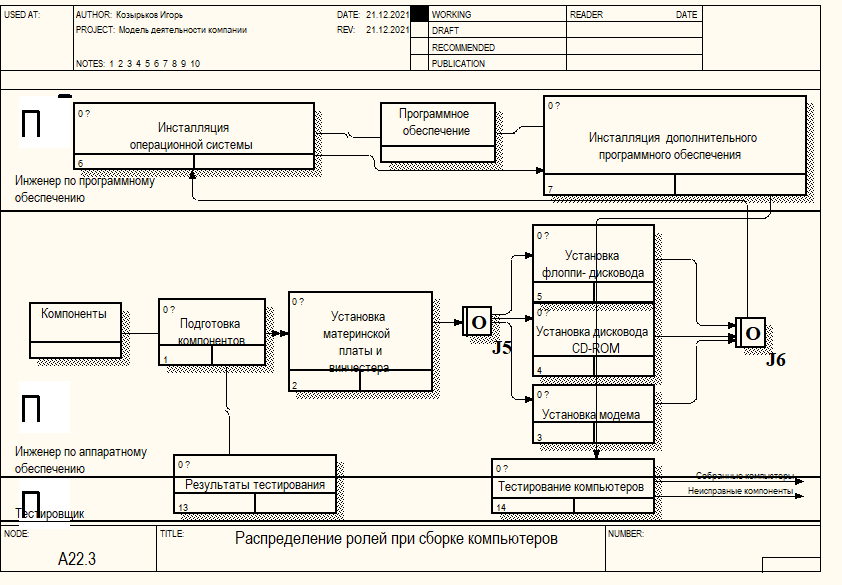 USED AT:
AUTHOR: Козырьков Игорь
DATE: 21.12.2021
WORKING
READER
DATE
PROJECT: Модель деятельности компании
REV: 21.12.2021
DRAFT
RECOMMENDED
NOTES: 1 2 3 4 5 6 7 8 9 10
PUBLICATION
П
Инженер по программному
обеспечению
0 ?
Инсталляция
операционной системы
6
Программное
обеспечение
0 ?
Инсталляция дополнительного
программного обеспечения
7
Компоненты
0 ?
Подготовка
компонентов
1
0 ?
Установка
материнской
платы и
винчестера
2
O
J5
0 ?
Установка
флоппи- дисковода
5
0 ?
Установка дисковода
CD-ROM
4
0 ?
Установка модема
3
O
J6
П
Инженер по аппаратному
обеспечению
0 ?
Результаты тестирования
13
0 ?
Тестирование компьютеров
14
Собранные компьютеры
Неисправные компоненты
П
Тестировщик
NODE:
A22.3
TITLE:
Распределение ролей при сборке компьютеров
NUMBER: